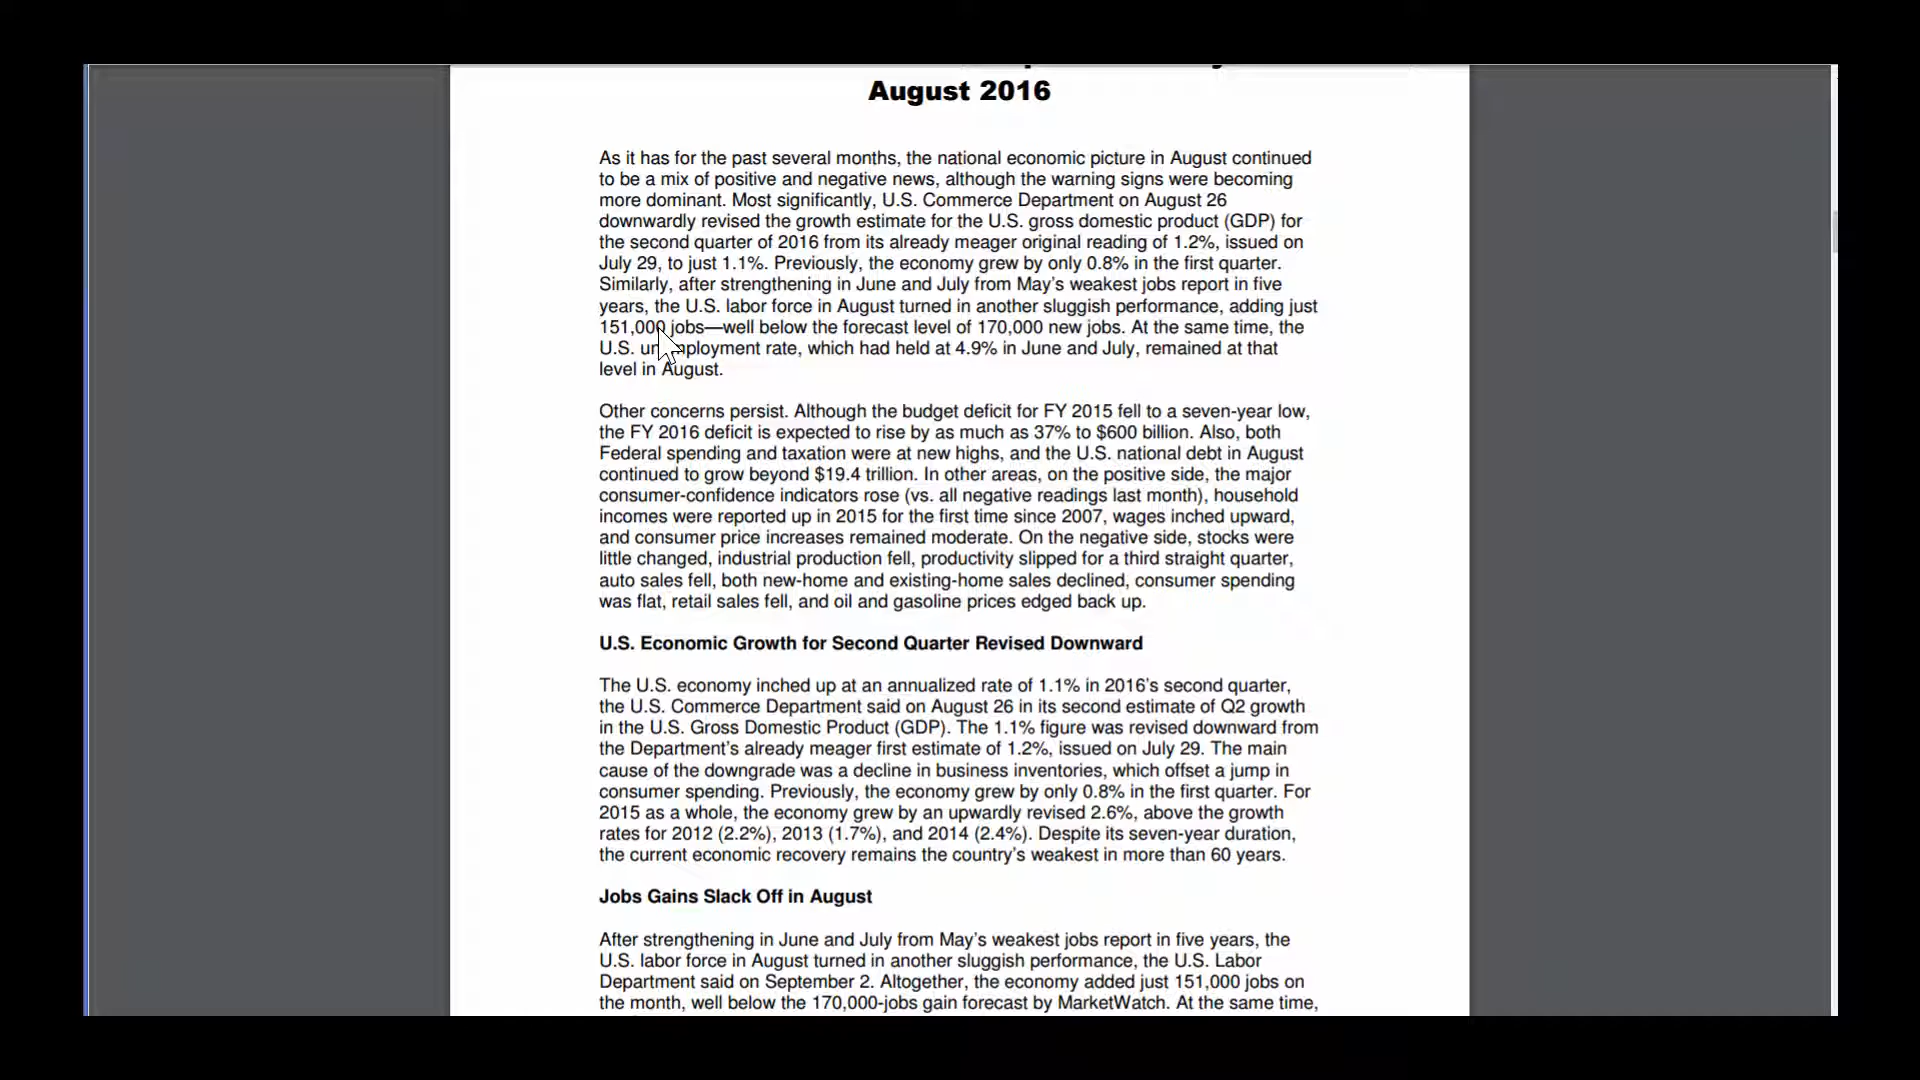 August 2016
As it has for the past several months, the national economic picture in August continued
to be a mix of positive and negative news, although the warning signs were becoming
more dominant. Most significantly, U.S. Commerce Department on August 26
downwardly revised the growth estimate for the U.S. gross domestic product (GDP) for
the second quarter of 2016 from its already meager original reading of 1.2%, issued on
July 29, to just 1.1%. Previously, the economy grew by only 0.8% in the first quarter.
Similarly, after strengthening in June and July from May’s weakest jobs report in five
years, the U.S. labor force in August turned in another sluggish performance, adding just
151,000 jobs—well below the forecast level of 170,000 new jobs. At the same time, the
U.S. unemployment rate, which had held at 4.9% in June and July, remained at that
level in August.
Other concerns persist. Although the budget deficit for FY 2015 fell to a seven-year low,
the FY 2016 deficit is expected to rise by as much as 37% to $600 billion. Also, both
Federal spending and taxation were at new highs, and the U.S. national debt in August
continued to grow beyond $19.4 trillion. In other areas, on the positive side, the major
consumer-confidence indicators rose (vs. all negative readings last month), household
incomes were reported up in 2015 for the first time since 2007, wages inched upward,
and consumer price increases remained moderate. On the negative side, stocks were
little changed, industrial production fell, productivity slipped for a third straight quarter,
auto sales fell, both new-home and existing-home sales declined, consumer spending
was flat, retail sales fell, and oil and gasoline prices edged back up.
U.S. Economic Growth for Second Quarter Revised Downward
The U.S. economy inched up at an annualized rate of 1.1% in 2016’s second quarter,
the U.S. Commerce Department said on August 26 in its second estimate of Q2 growth
in the U.S. Gross Domestic Product (GDP). The 1.1% figure was revised downward from
the Department’s already meager first estimate of 1.2%, issued on July 29. The main
cause of the downgrade was a decline in business inventories, which offset a jump in
consumer spending. Previously, the economy grew by only 0.8% in the first quarter. For
2015 as a whole, the economy grew by an upwardly revised 2.6%, above the growth
rates for 2012 (2.2%), 2013 (1.7%), and 2014 (2.4%). Despite its seven-year duration,
the current economic recovery remains the country’s weakest in more than 60 years.
Jobs Gains Slack Off in August
After strengthening in June and July from May’s weakest jobs report in five years, the
U.S. labor force in August turned in another sluggish performance, the U.S. Labor
Department said on September 2. Altogether, the economy added just 151,000 jobs on
the month, well below the 170,000-jobs gain forecast by MarketWatch. At the same time,